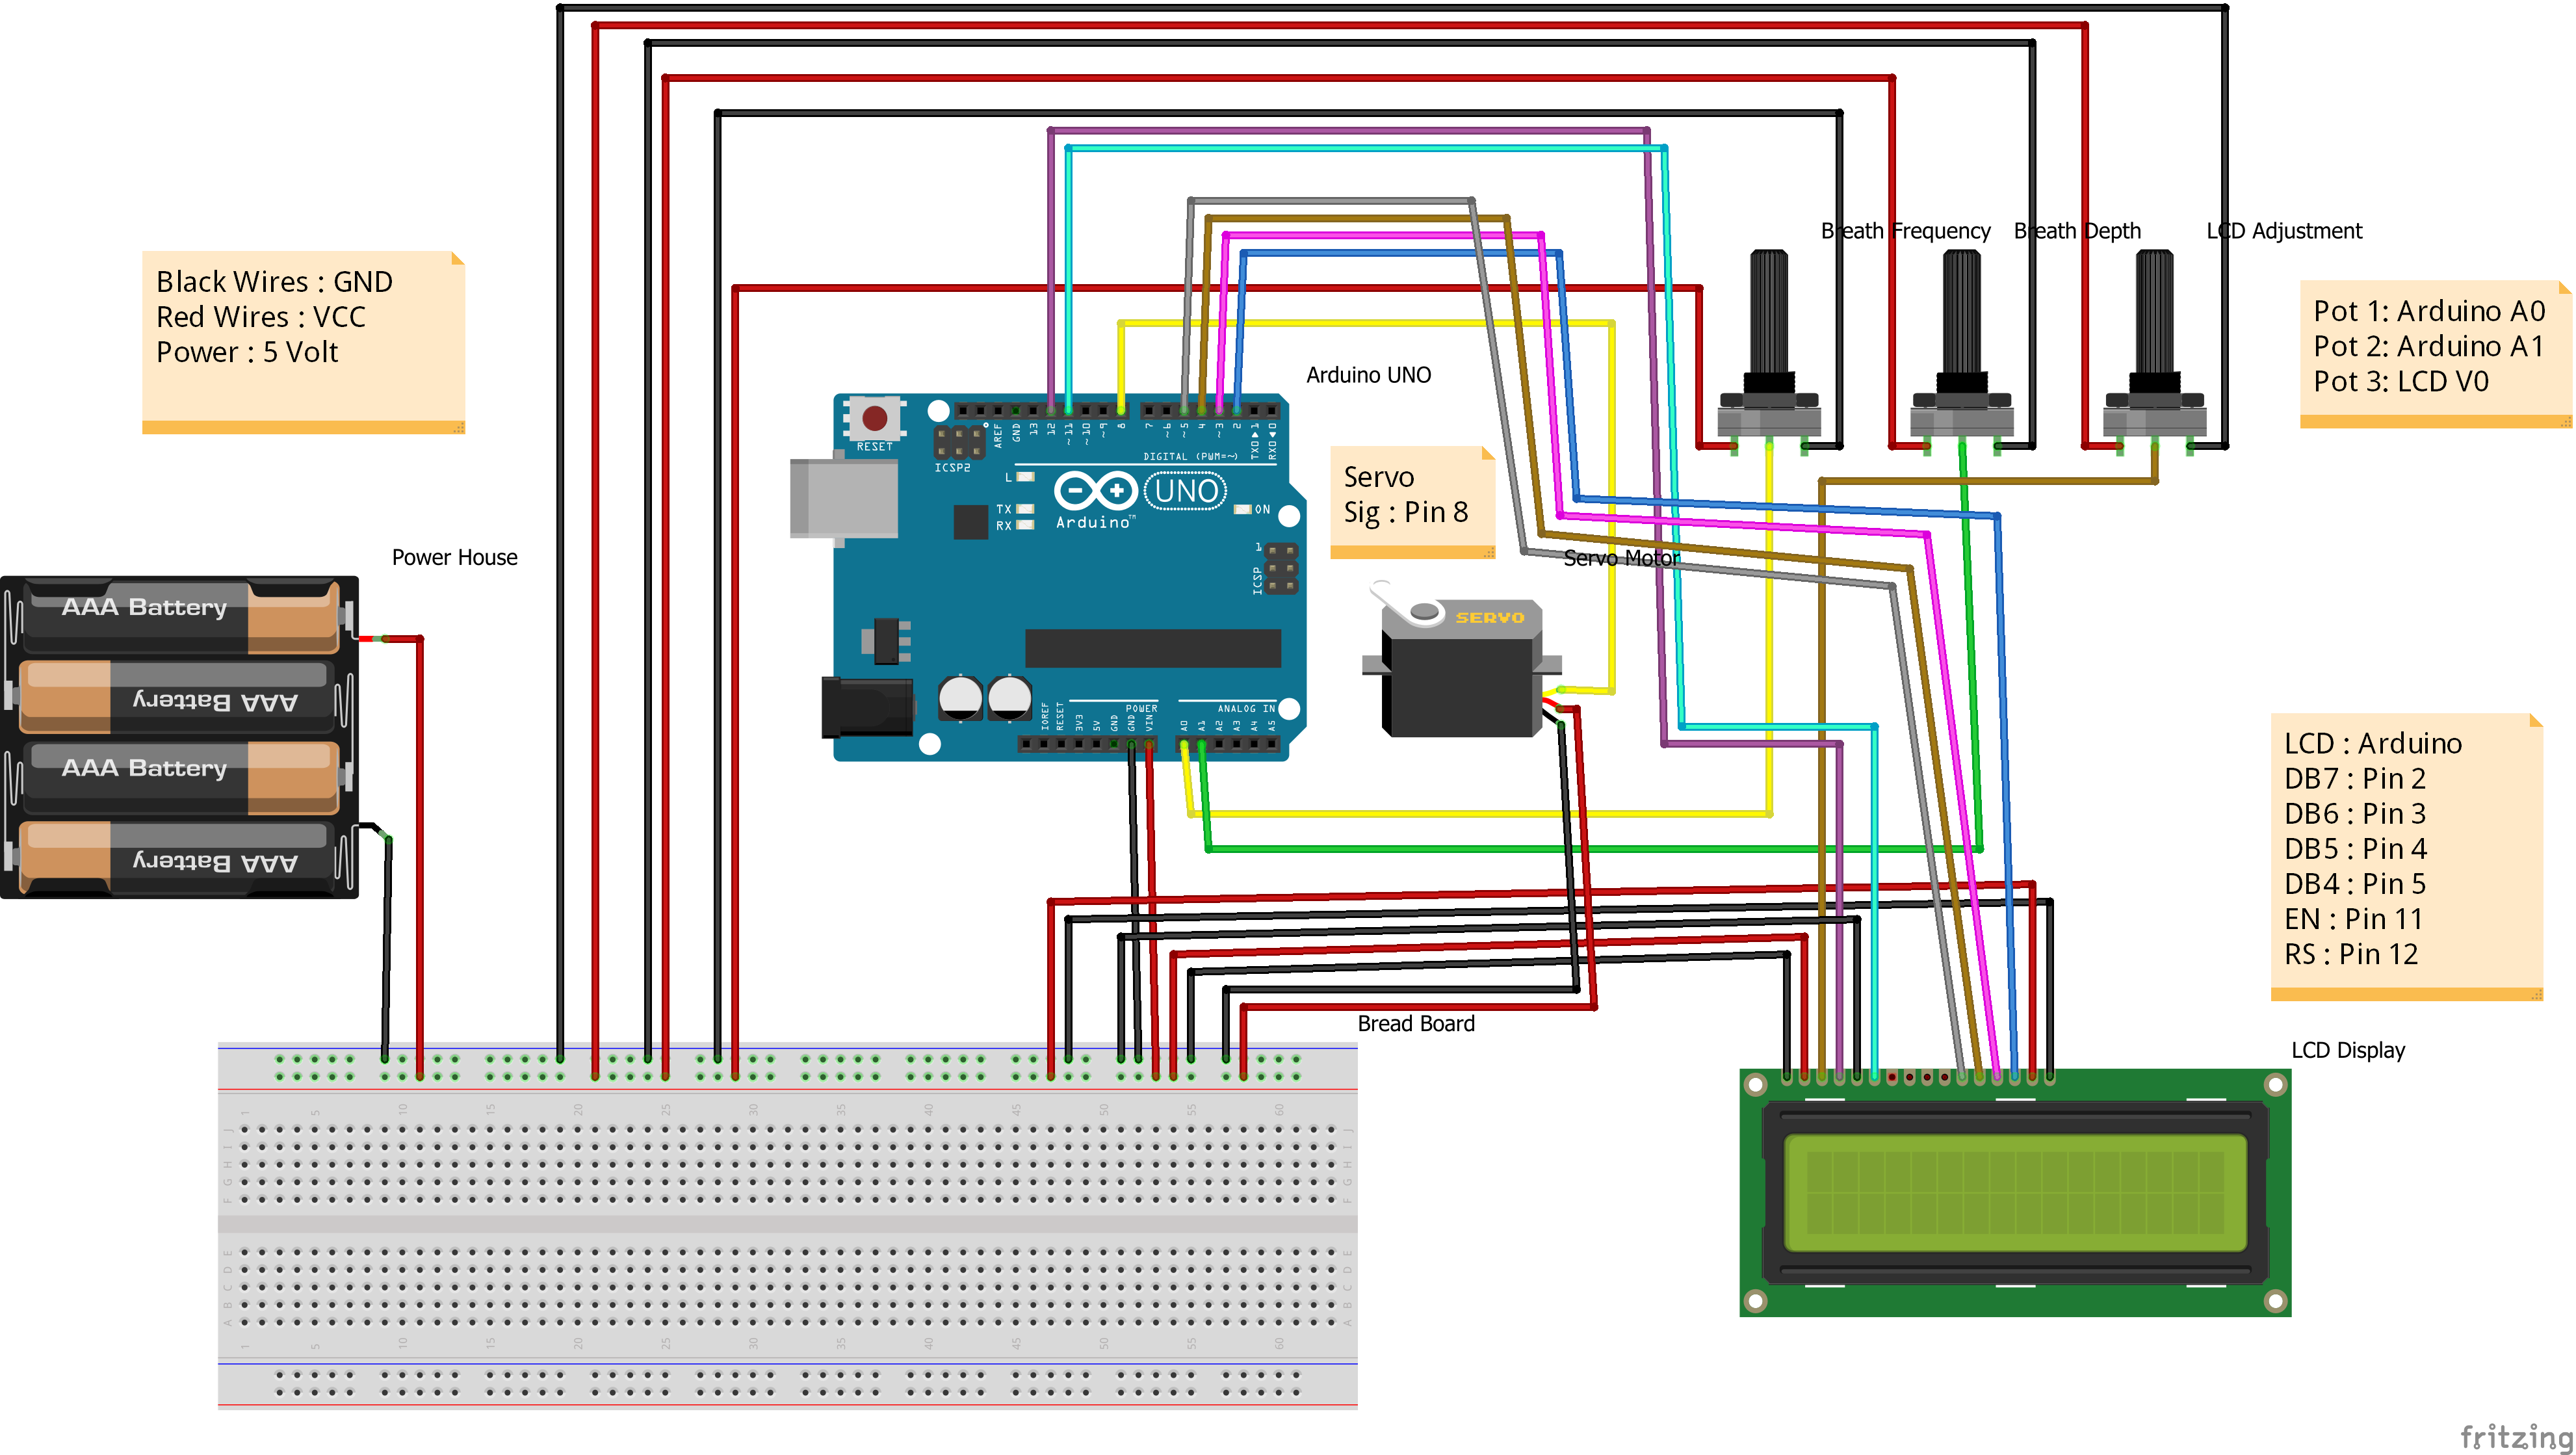 Breath Frequency
Breath Depth
LCD Adjustment
Black Wires : GND
Red Wires : VCC
Power : 5 Volt
Pot 1: Arduino A0
Pot 2: Arduino A1
Pot 3: LCD V0
Arduino UNO
RESET
ICSP2
AREF
GND
13
12
~11
~10
~9
8
7
~6
~5
4
~3
2
TX0▶1
RX0◀0
DIGITAL (PWM=~)
L
TX
RX
UNO
Arduino™
ON
1
ICSP
IOREF
RESET
3V3
5V
GND
GND
VIN
POWER
A0
A1
A2
A3
A4
A5
ANALOG IN
Servo
Sig : Pin 8
Servo Motor
SERVO
Power House
AAA Battery
AAA Battery
AAA Battery
AAA Battery
LCD : Arduino
DB7 : Pin 2
DB6 : Pin 3
DB5 : Pin 4
DB4 : Pin 5
EN : Pin 11
RS : Pin 12
Bread Board
LCD Display
1 5 10 15 20 25 30 35 40 45 50 55 60
J J
I I
H H
G G
F F
E E
D D
C C
B B
A A
1 5 10 15 20 25 30 35 40 45 50 55 60
fritzing